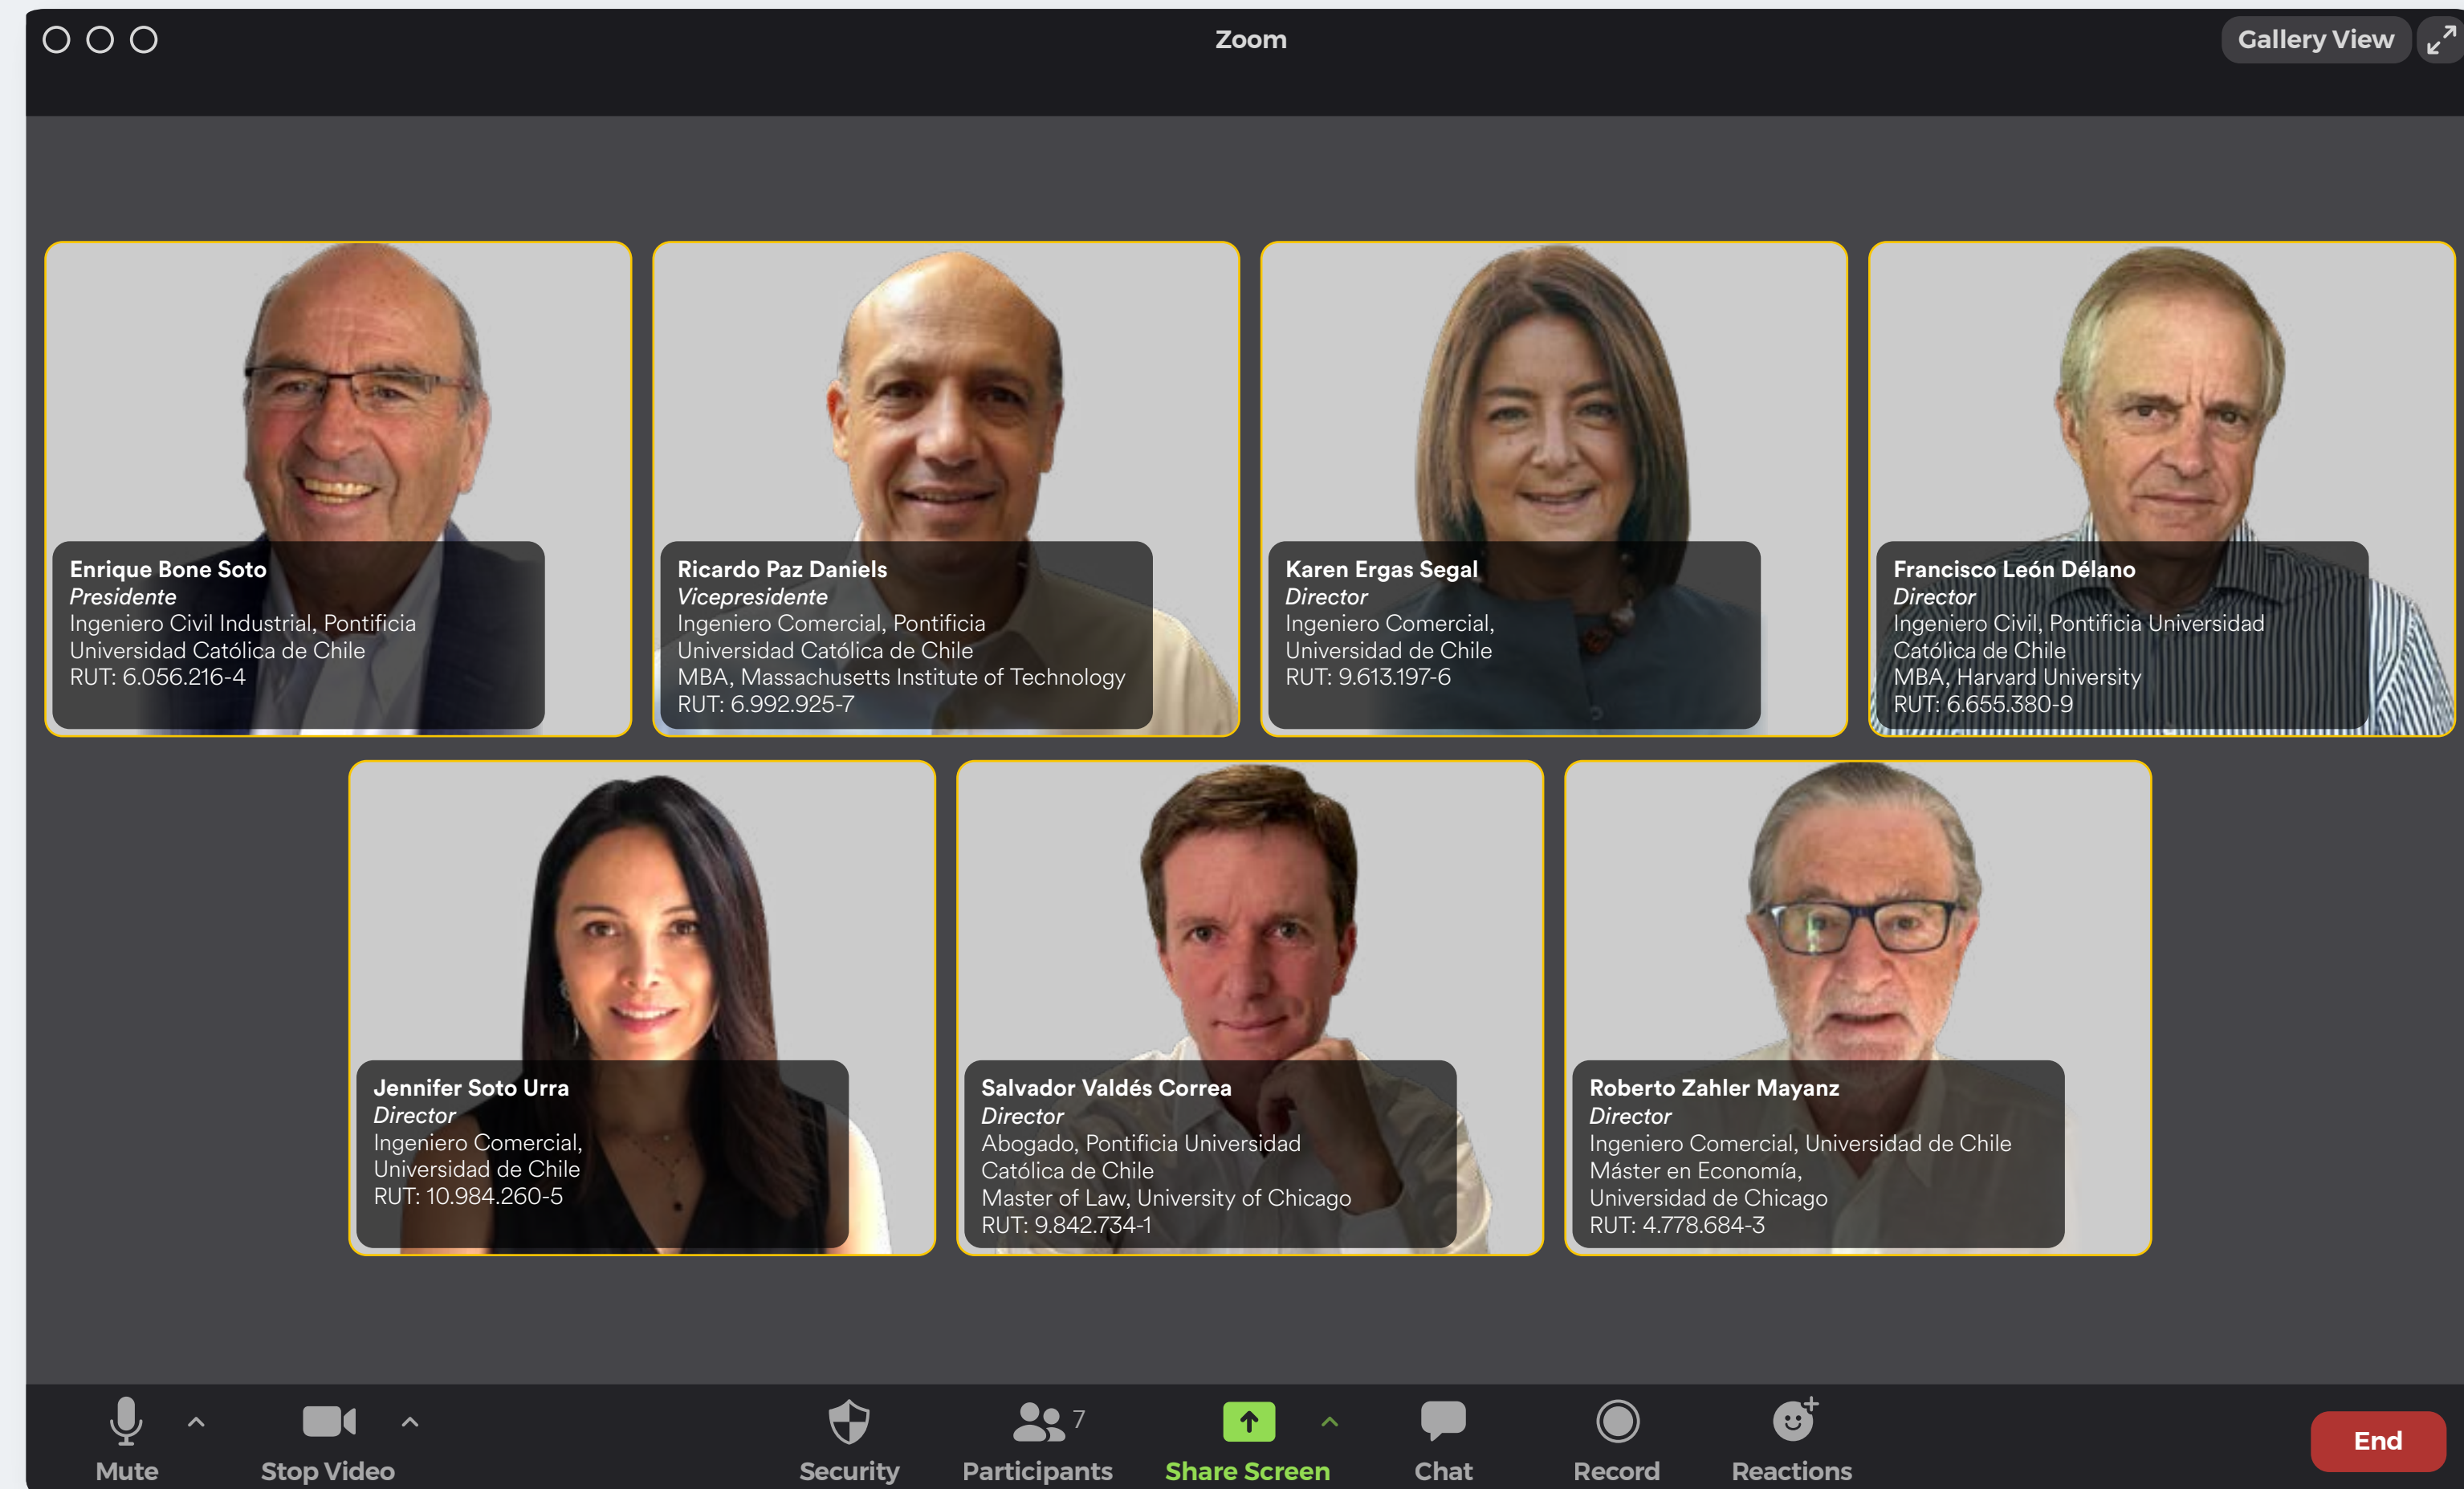 Zoom
Gallery View
Enrique Bone Soto
Presidente
Ingeniero Civil Industrial, Pontificia
Universidad Católica de Chile
RUT: 6.056.216-4
Ricardo Paz Daniels
Vicepresidente
Ingeniero Comercial, Pontificia
Universidad Católica de Chile
MBA, Massachusetts Institute of Technology
RUT: 6.992.925-7
Karen Ergas Segal
Director
Ingeniero Comercial,
Universidad de Chile
RUT: 9.613.197-6
Francisco León Délano
Director
Ingeniero Civil, Pontificia Universidad
Católica de Chile
MBA, Harvard University
RUT: 6.655.380-9
Jennifer Soto Urra
Director
Ingeniero Comercial,
Universidad de Chile
RUT: 10.984.260-5
Salvador Valdés Correa
Director
Abogado, Pontificia Universidad
Católica de Chile
Master of Law, University of Chicago
RUT: 9.842.734-1
Roberto Zahler Mayanz
Director
Ingeniero Comercial, Universidad de Chile
Máster en Economía,
Universidad de Chicago
RUT: 4.778.684-3
7
Mute
Stop Video
Security
Participants
Share Screen
Chat
Record
Reactions
End